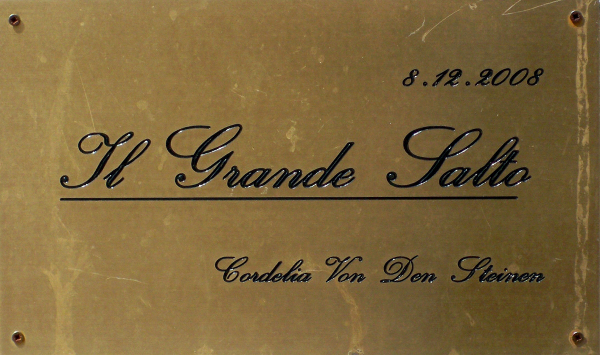 8.12.2008
Il Grande Salto
Cordelia Von Den Steinen